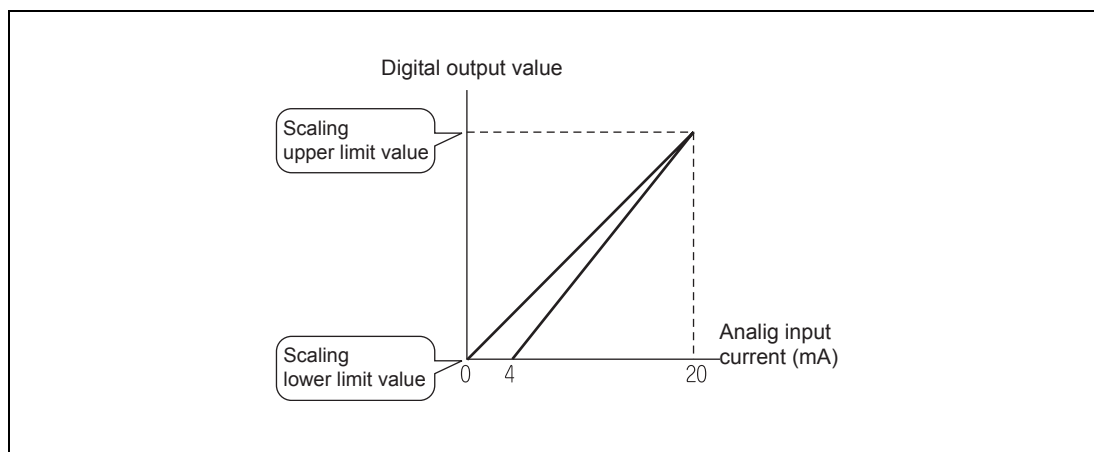 Digital output value
Scaling
upper limit value
Scaling
lower limit value
0
4
20
Analig input
current (mA)